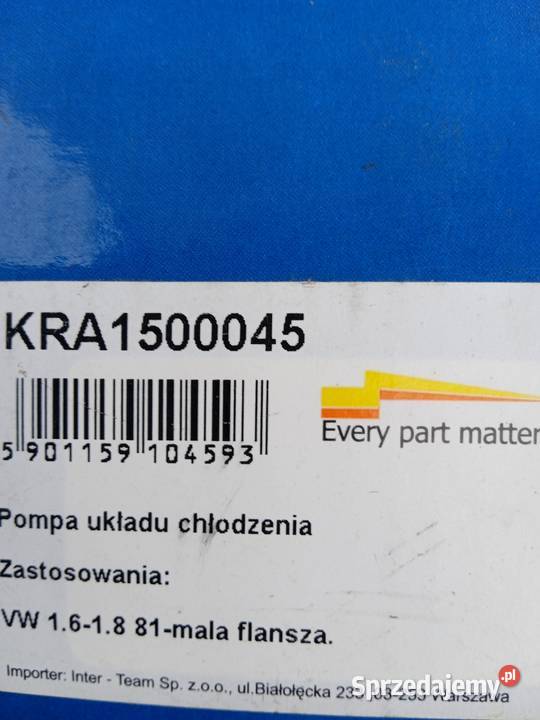 KRA1500045
5 901159 104593
Every part matter
Pompa układu chłodzenia
Zastosowania:
VW 1.6-1.8 81-mala flansza.
Importer: Inter - Team Sp. z.o.o., ul.Białołęcka Warszawa
Sprzedajemy.pl